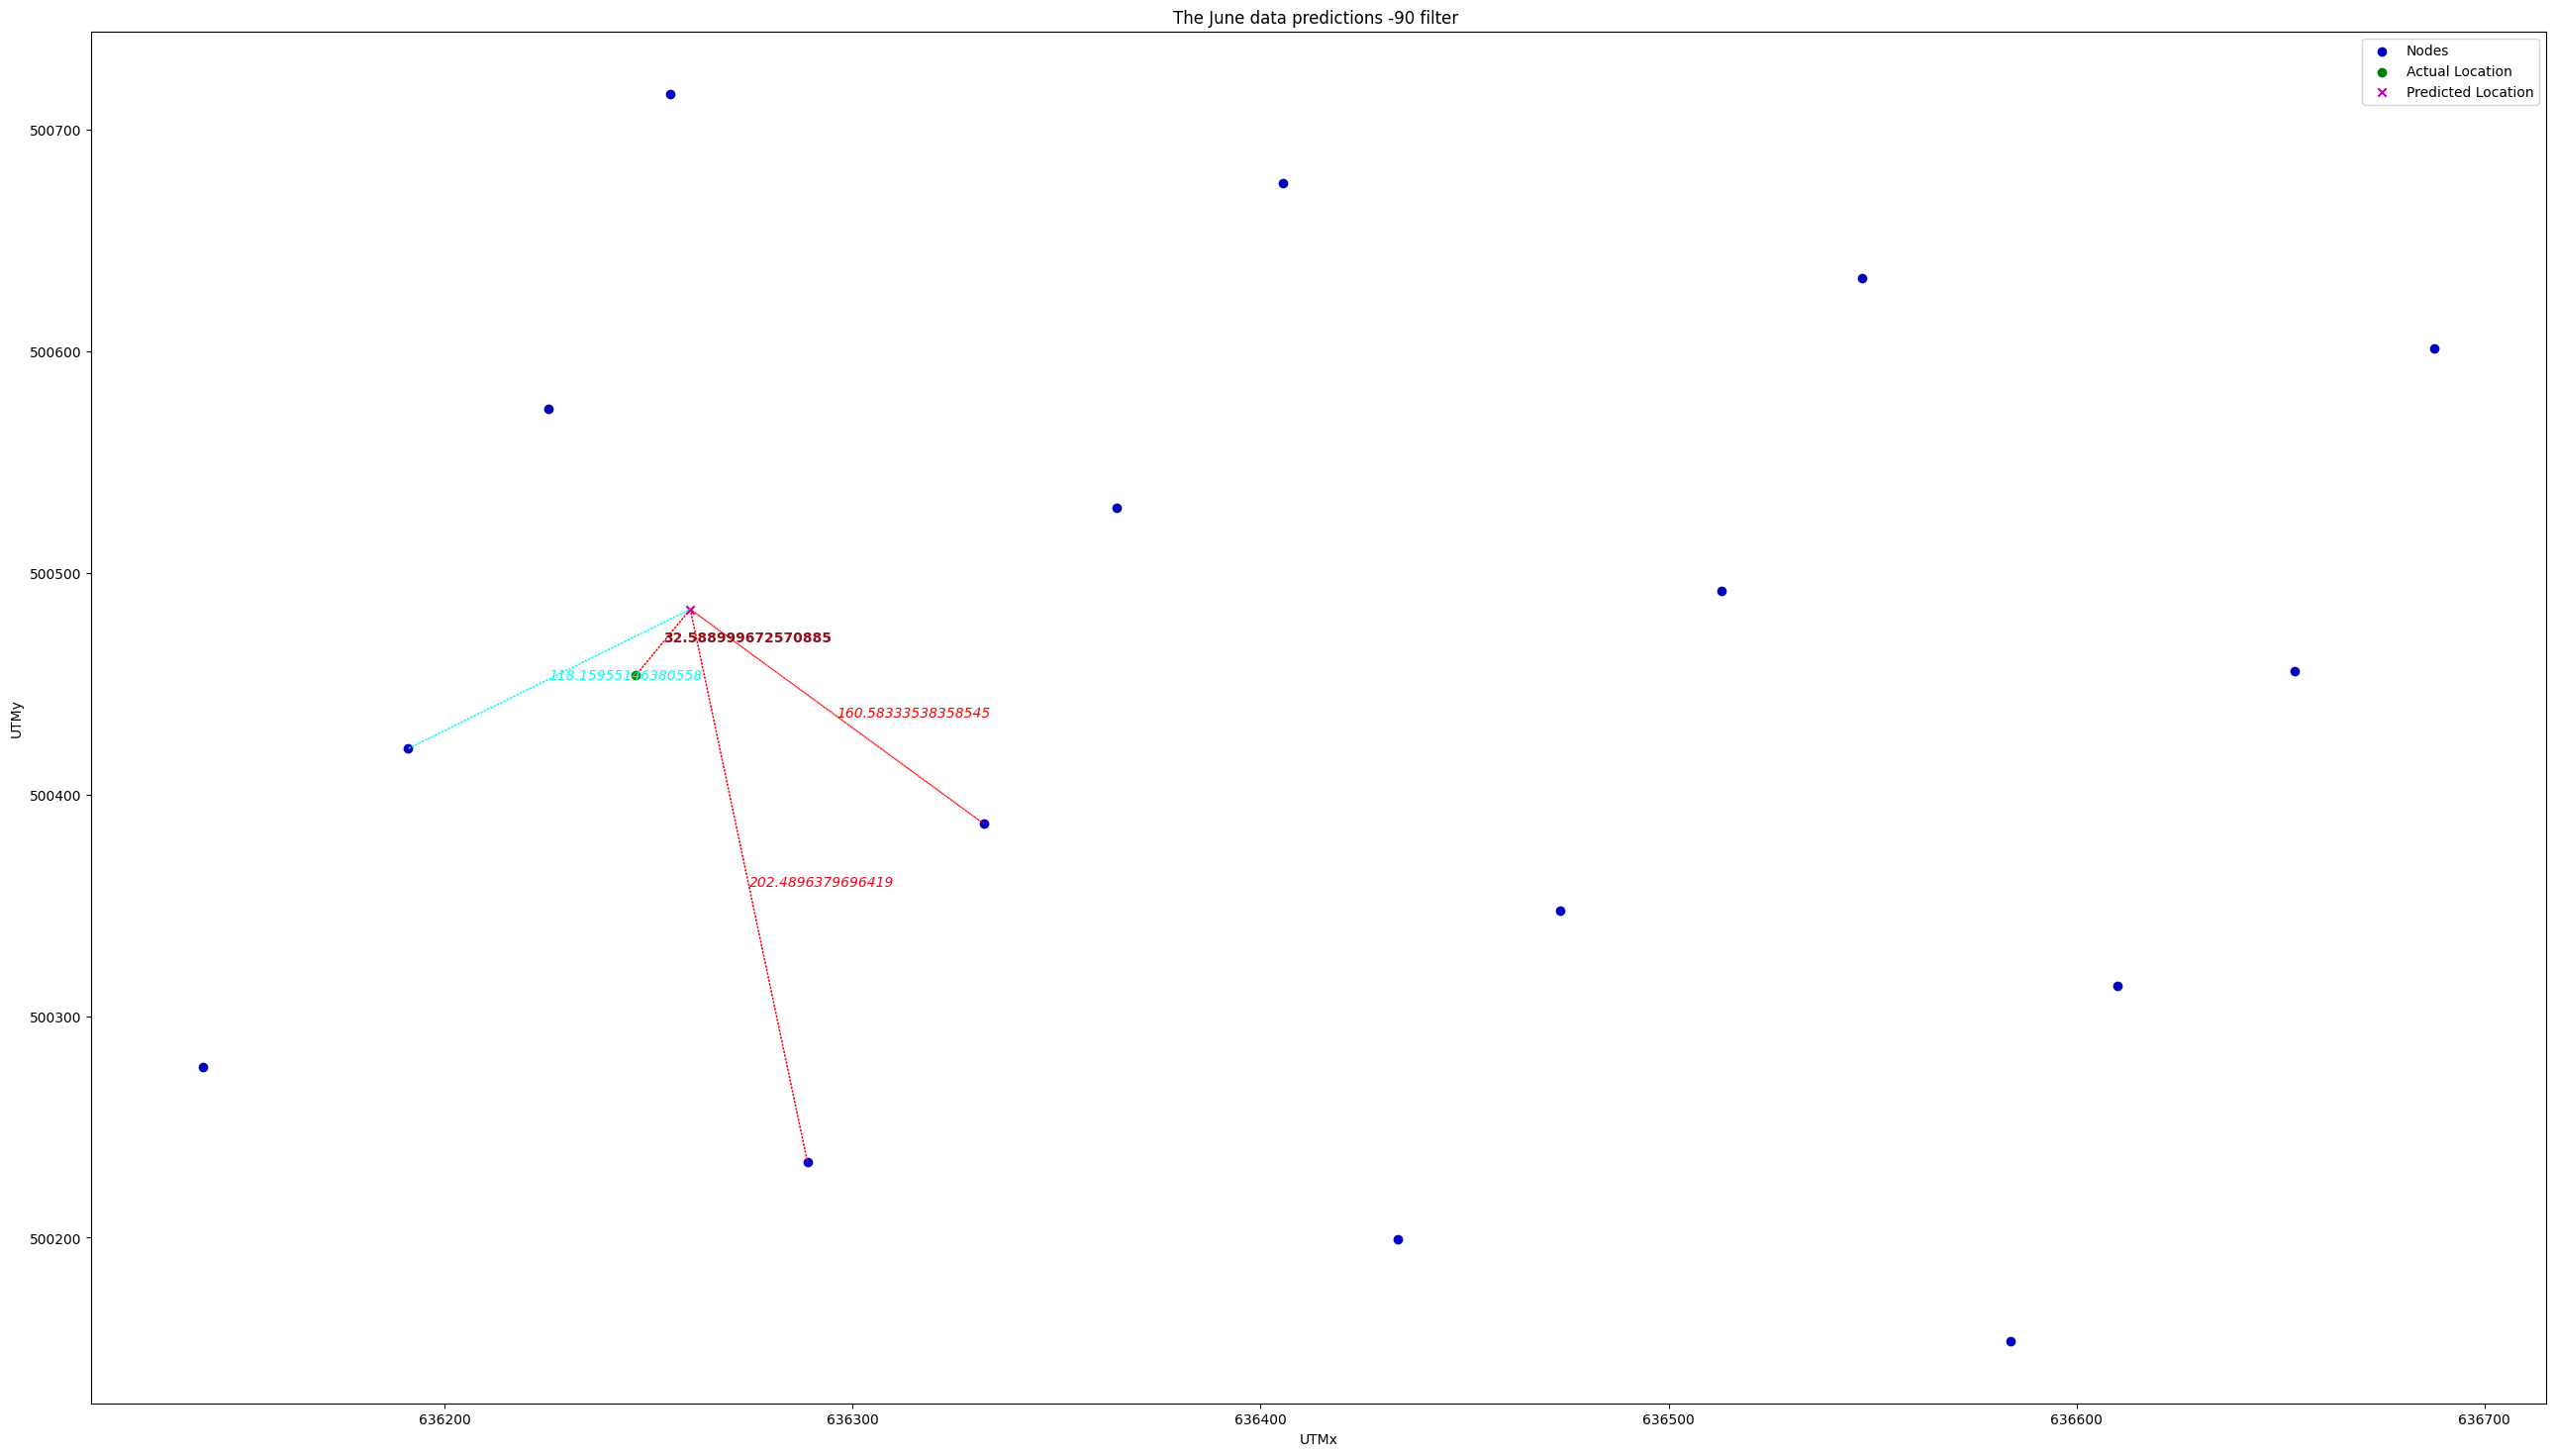 The June data predictions -90 filter
Nodes
Actual Location
Predicted Location
500700
500600
500500
500400
500300
500200
UTMy
32.588999672570885
160.58333538358545
202.4896379696419
636200
636300
636400
636500
636600
636700
UTMx